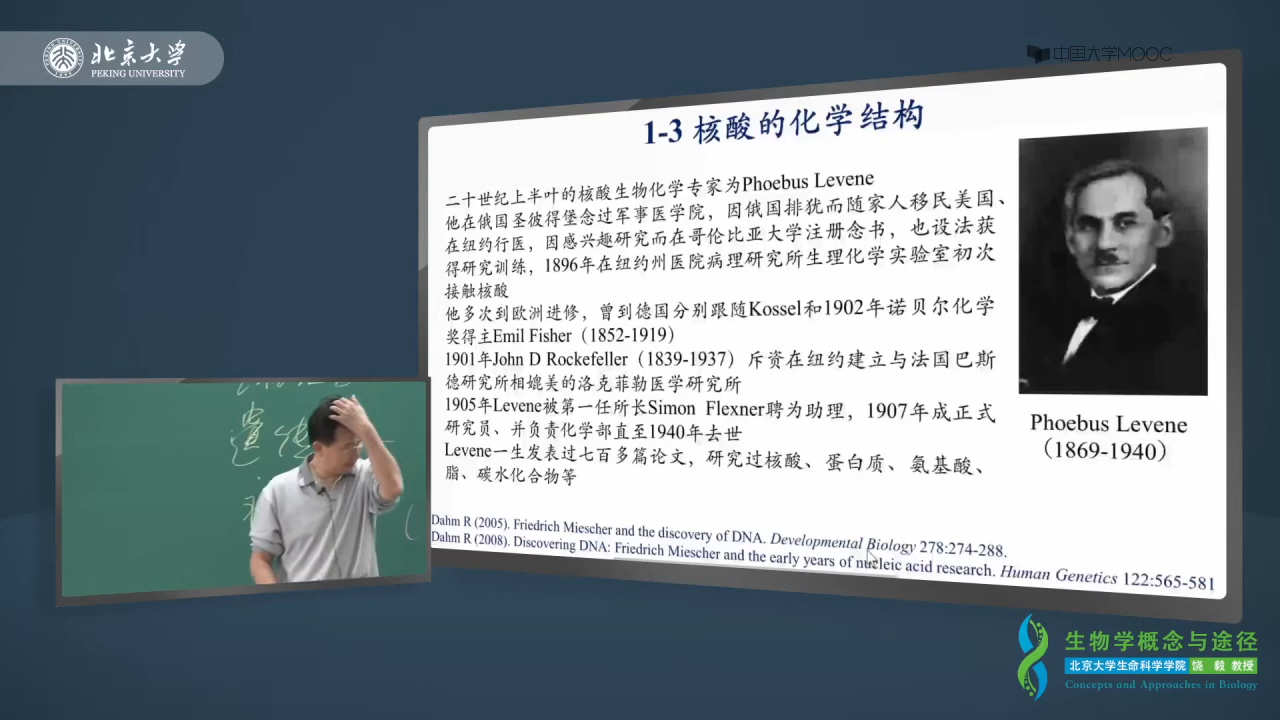 北京大学
PEKING UNIVERSITY
中国大学MOOC
1-3 核酸的化学结构
二十世纪上半叶的核酸生物化学专家为Phoebus Levene
他在俄国圣彼得堡念过军事医学院，因俄国排犹而随家人移民美国、
在纽约行医，因感兴趣研究而在哥伦比亚大学注册念书，也设法获
得研究训练，1896年在纽约州医院病理研究所生理化学实验室初次
接触核酸
他多次到欧洲进修，曾到德国分别跟随Kossel和1902年诺贝尔化学
奖得主Emil Fisher（1852-1919）
1901年John D Rockefeller（1839-1937）斥资在纽约建立与法国巴斯
德研究所相媲美的洛克菲勒医学研究所
1905年Levene被第一任所长Simon Flexner聘为助理，1907年成正式
研究员、并负责化学部直至1940年去世
Levene一生发表过七百多篇论文，研究过核酸、蛋白质、氨基酸、
脂、碳水化合物等
Phoebus Levene
（1869-1940）
Dahm R (2005). Friedrich Miescher and the discovery of DNA. Developmental Biology 278:274-288.
Dahm R (2008). Discovering DNA: Friedrich Miescher and the early years of nucleic acid research. Human Genetics 122:565-581
遗传
生物学概念与途径
北京大学生命科学学院 饶 毅 教授
Concepts and Approaches in Biology